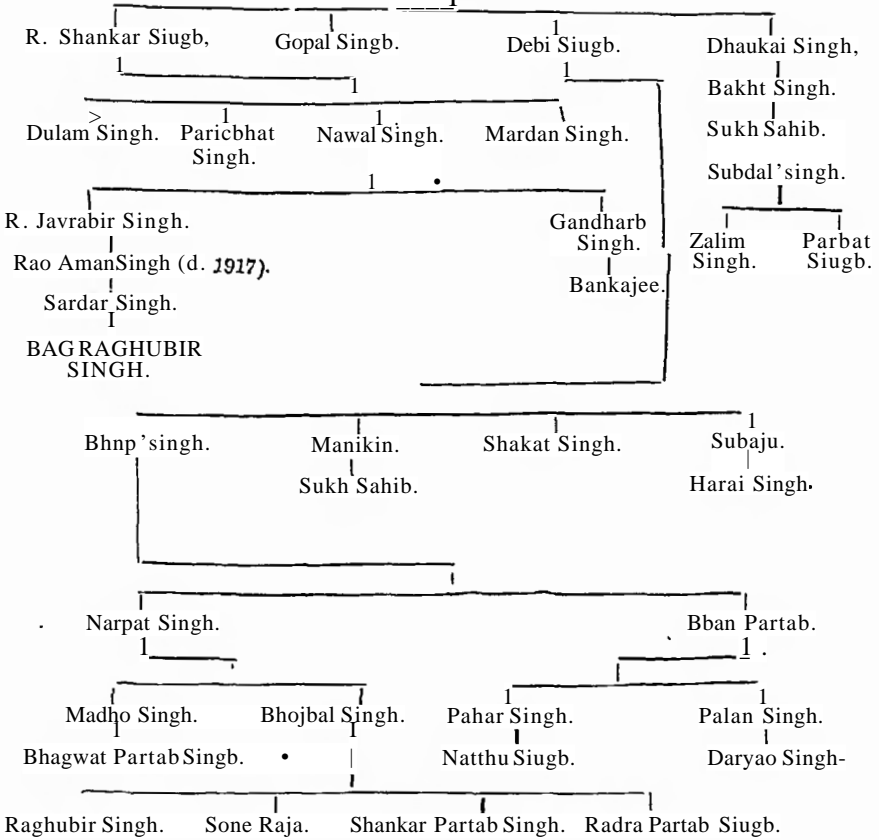 R. Shankar Siugb, Gopal Singb. Debi Siugb. Dhaukai Singh,
Bakht Singh.
Dulam Singh. Paricbhat Singh. Nawal Singh. Mardan Singh. Sukh Sahib.
Subdal'singh.
R. Javrabir Singh. Gandharb Singh. Zalim Singh. Parbat Siugb.
Rao AmanSingh (d. 1917).
Bankajee.
Sardar Singh.
BAG RAGHUBIR
SINGH.
Bhnp'singh. Manikin. Shakat Singh. Subaju.
Sukh Sahib. Harai Singh.
Narpat Singh. Bban Partab.
Madho Singh. Bhojbal Singh. Pahar Singh. Palan Singh.
Bhagwat Partab Singb. Natthu Siugb. Daryao Singh-
Raghubir Singh. Sone Raja. Shankar Partab Singh. Radra Partab Siugb.